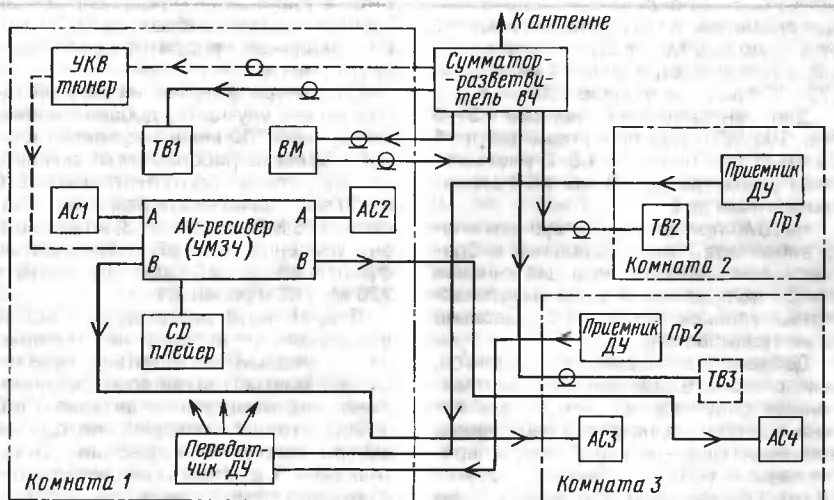 К антенне
УКВ
тюнер
Сумматор-
-разветви-
тель ВЧ
ТВ1
ВМ
Приемник
ДУ
Пр1
АС1
А
АV-ресивер
(УМЗЧ)
А
АС2
В
В
ТВ2
Комната 2
CD
плейер
Приемник
ДУ
Пр2
ТВ3
Передат-
чик ДУ
АС3
АС4
Комната 1
Комната 3